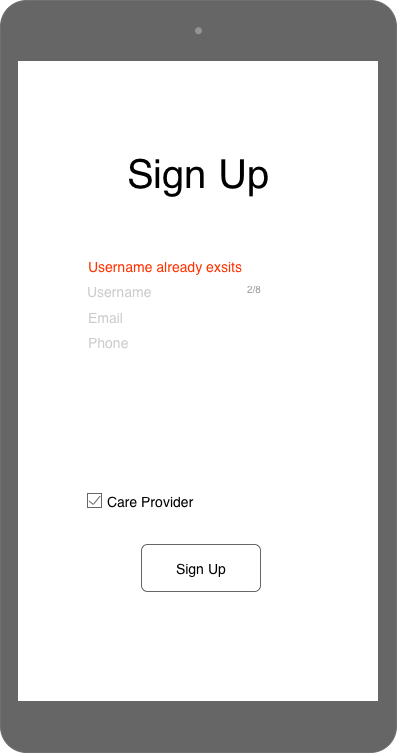 Sign Up
Username already exsits
Username 2/8
Email
Phone
Care Provider
Sign Up